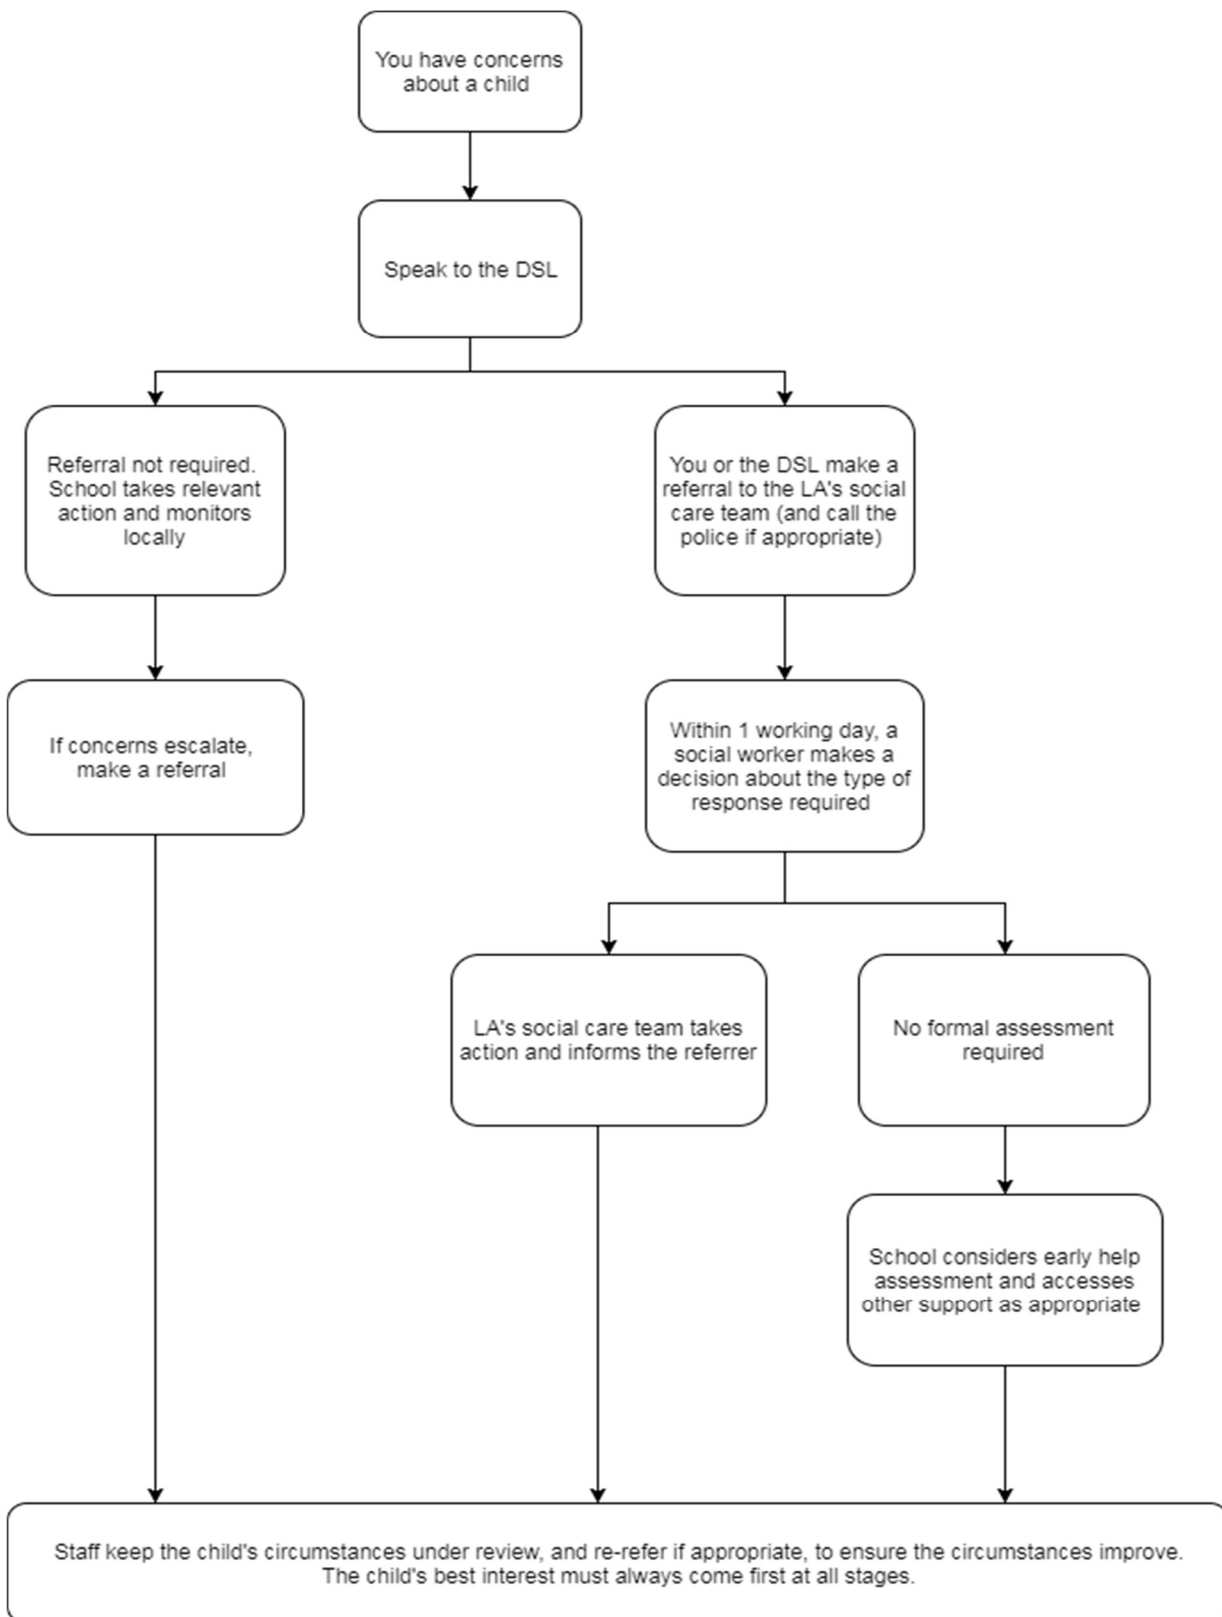 You have concerns
about a child
Speak to the DSL
Referral not required.
School takes relevant
action and monitors
locally
You or the DSL make a
referral to the LA's social
care team (and call the
police if appropriate)
If concerns escalate,
make a referral
Within 1 working day, a
social worker makes a
decision about the type of
response required
LA's social care team takes
action and informs the referrer
No formal assessment
required
School considers early help
assessment and accesses
other support as appropriate
Staff keep the child's circumstances under review, and re-refer if appropriate, to ensure the circumstances improve.
The child's best interest must always come first at all stages.